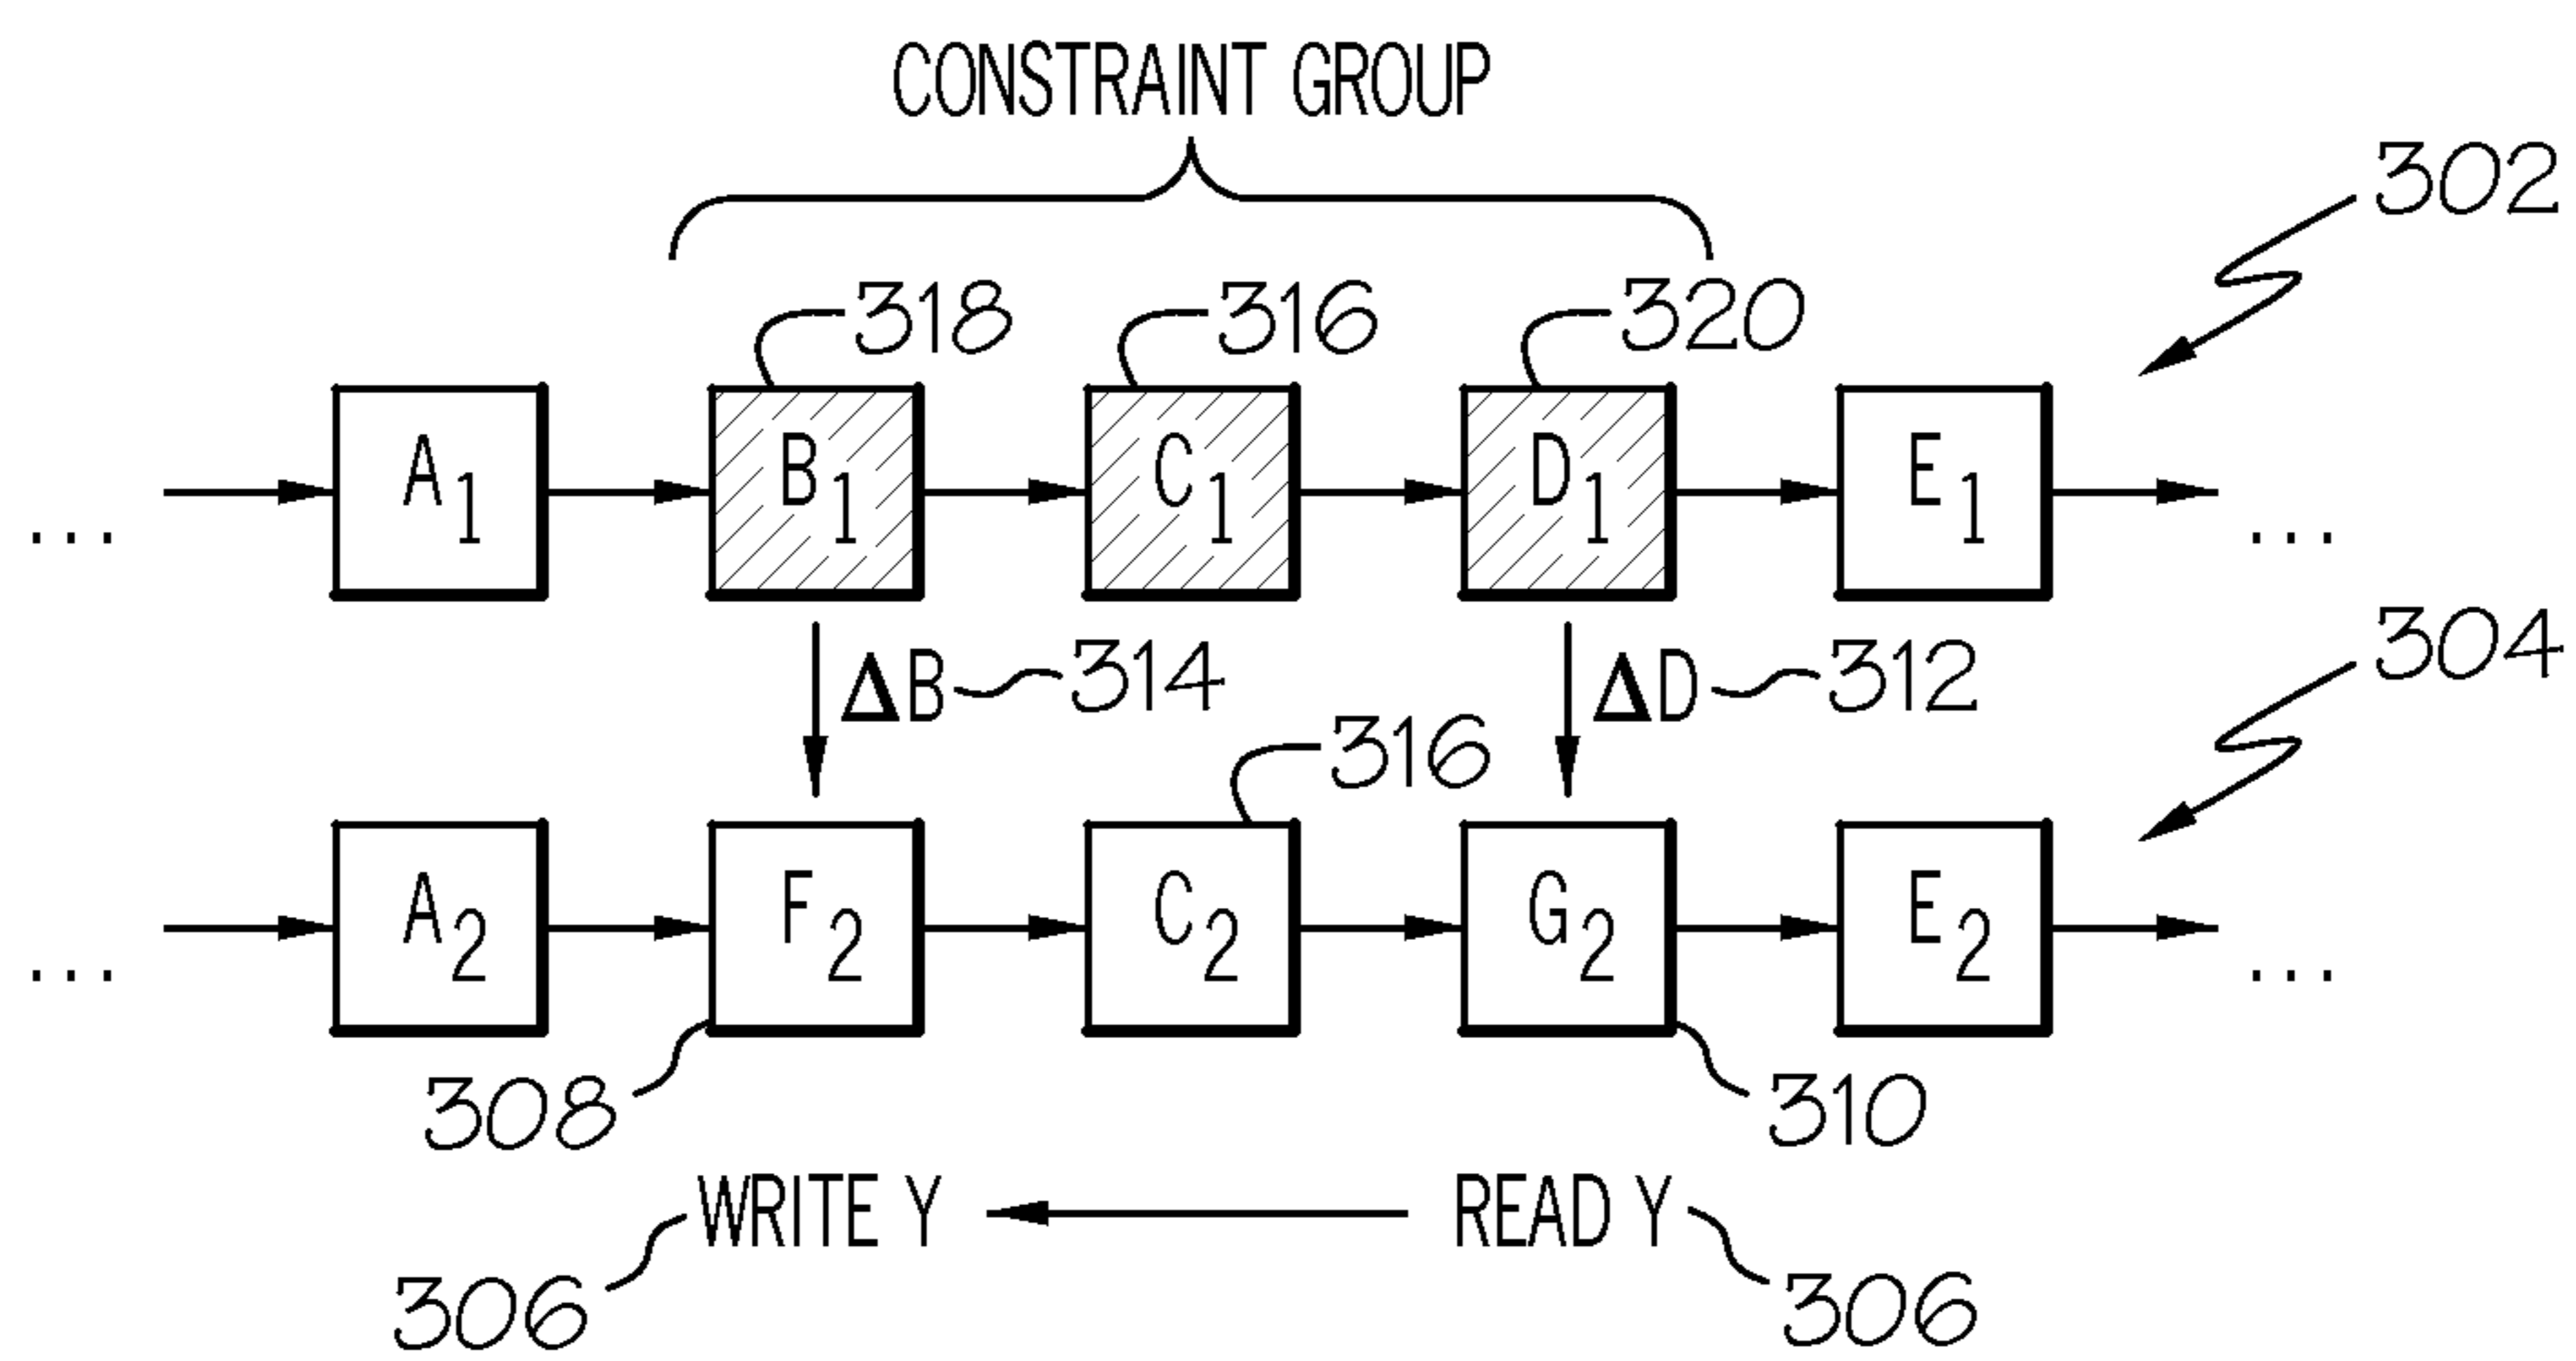 CONSTRAINT GROUP
302
318 316 320
A1 B1 C1 D1 E1
... ...
304
ΔB 314 ΔD 312
316
A2 F2 C2 G2 E2
... ...
308 310
WRITE Y READ Y
306 306